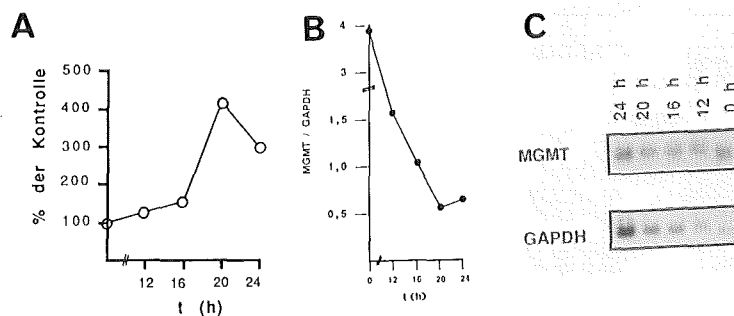 A
% der Kontrolle
500
400
300
200
100
12
16
20
24
t (h)
B
MGMT / GAPDH
4
3
1,5
1,0
0,5
0
12
16
20
24
t (h)
C
24 h
20 h
16 h
12 h
0 h
MGMT
GAPDH